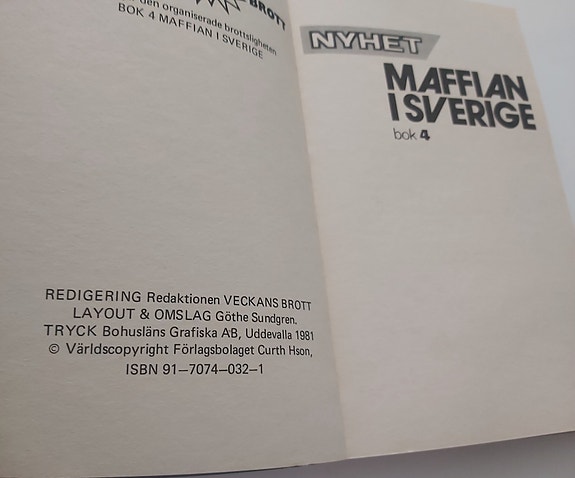 BROTT
den organiserade brottsligheten
BOK 4 MAFFIAN I SVERIGE
REDIGERING Redaktionen VECKANS BROTT
LAYOUT & OMSLAG Göthe Sundgren.
TRYCK Bohusläns Grafiska AB, Uddevalla 1981
© Världscopyright Förlagsbolaget Curth Hson,
ISBN 91–7074–032–1
NYHET
MAFFIAN
I SVERIGE
bok 4